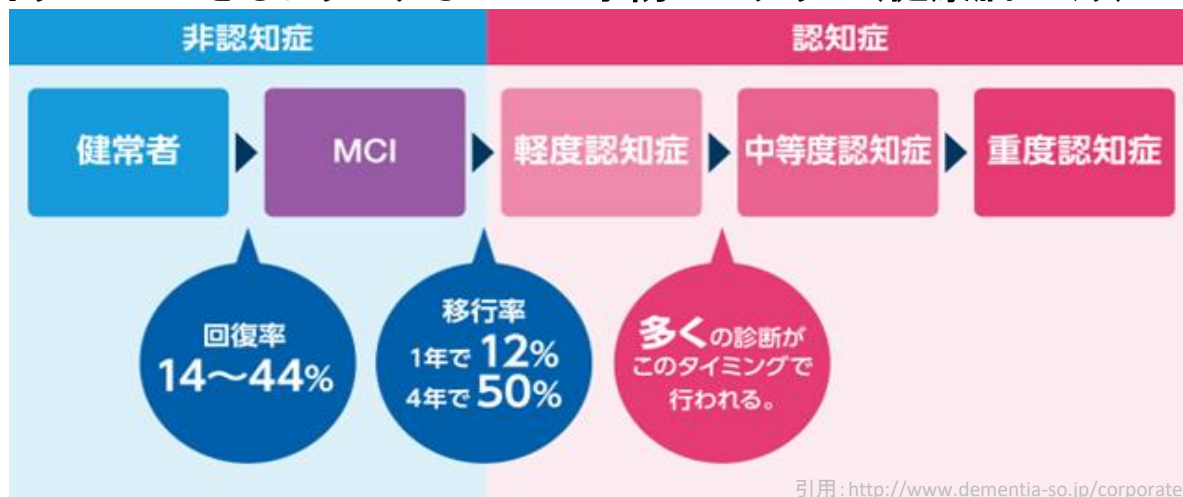 非認知症
認知症
健常者
MCI
軽度認知症
中等度認知症
重度認知症
回復率
14～44%
移行率
1年で12%
4年で50%
多くの診断が
このタイミングで
行われる。
引用：http://www.dementia-so.jp/corporate